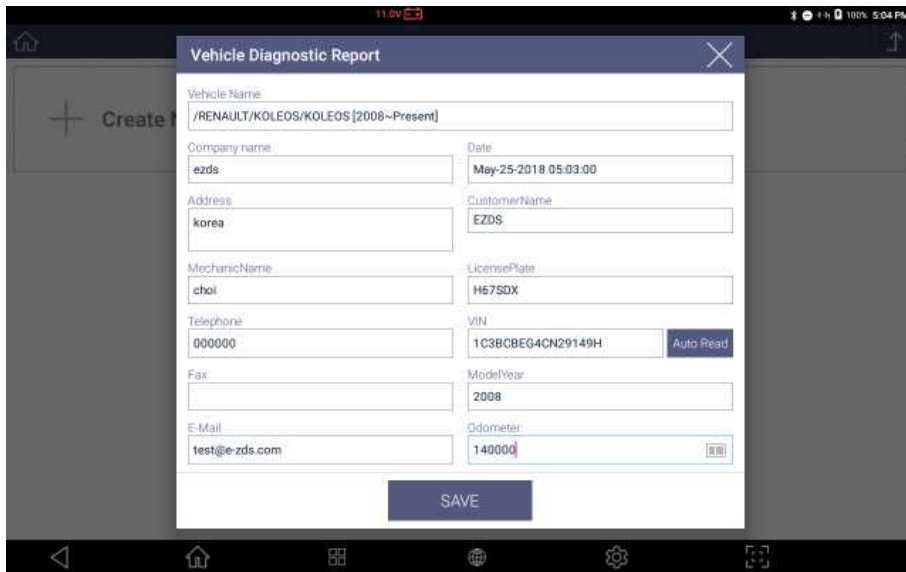 11.0V
100% 5:04 PM
Vehicle Diagnostic Report
Create
Vehicle Name
/RENAULT/KOLEOS/KOLEOS [2008~Present]
Company name
Date
ezds
May-25-2018 05:03:00
Address
CustomerName
korea
EZDS
MechanicName
LicensePlate
choi
H67SDX
Telephone
VIN
000000
1C3BCBEG4CN29149H
Auto Read
Fax
ModelYear
2008
E-Mail
Odometer
test@e-zds.com
140000
SAVE